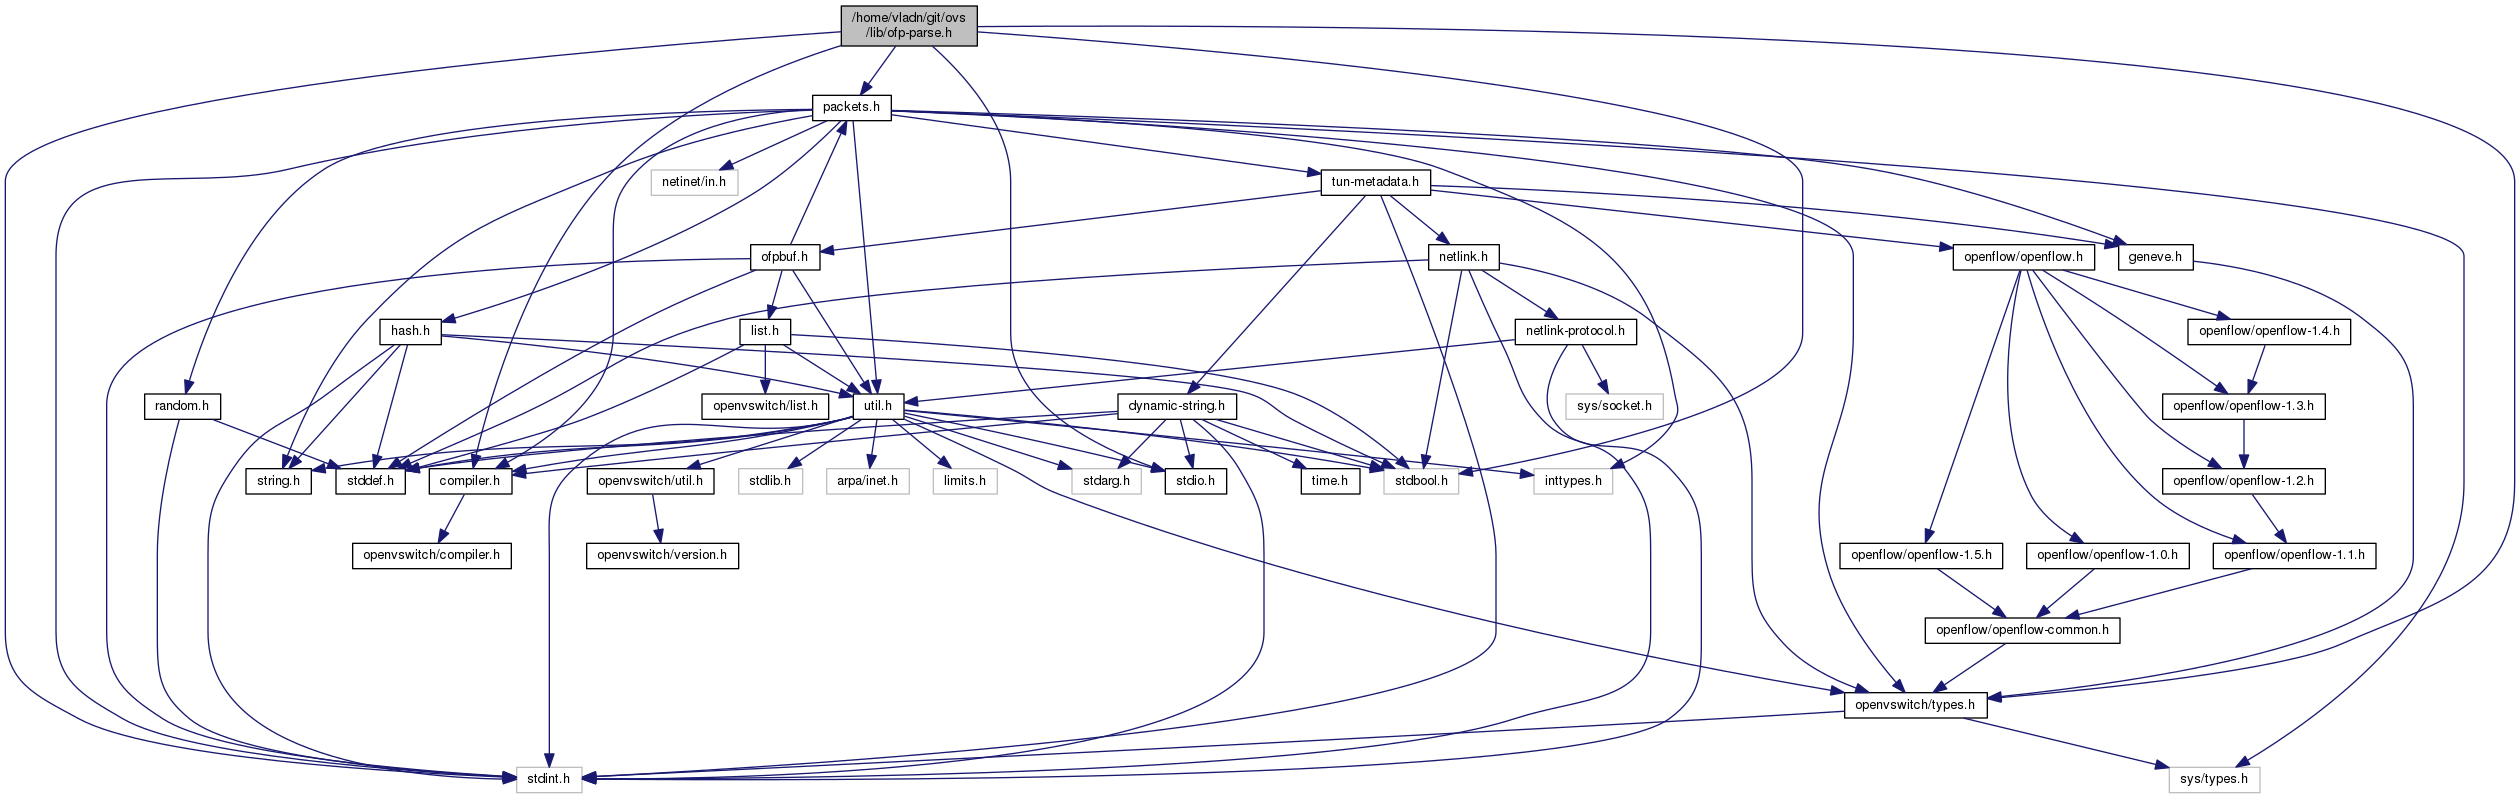 /home/vladn/git/ovs
/lib/ofp-parse.h
packets.h
netinet/in.h
tun-metadata.h
ofpbuf.h
netlink.h
openflow/openflow.h
geneve.h
hash.h
list.h
netlink-protocol.h
openflow/openflow-1.4.h
random.h
openvswitch/list.h
util.h
dynamic-string.h
sys/socket.h
openflow/openflow-1.3.h
string.h
stddef.h
compiler.h
openvswitch/util.h
stdlib.h
arpa/inet.h
limits.h
stdarg.h
stdio.h
time.h
stdbool.h
inttypes.h
openflow/openflow-1.2.h
openvswitch/compiler.h
openvswitch/version.h
openflow/openflow-1.5.h
openflow/openflow-1.0.h
openflow/openflow-1.1.h
openflow/openflow-common.h
openvswitch/types.h
stdint.h
sys/types.h